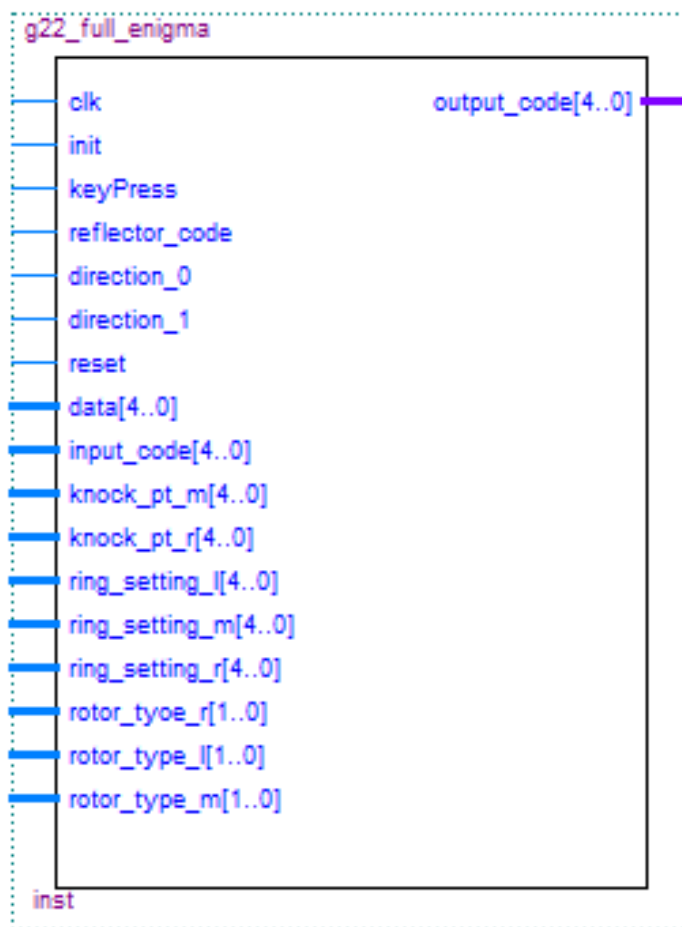 g22_full_enigma
clk output_code[4..0]
init
keyPress
reflector_code
direction_0
direction_1
reset
data[4..0]
input_code[4..0]
knock_pt_m[4..0]
knock_pt_r[4..0]
ring_setting_l[4..0]
ring_setting_m[4..0]
ring_setting_r[4..0]
rotor_tyoe_r[1..0]
rotor_type_l[1..0]
rotor_type_m[1..0]
inst